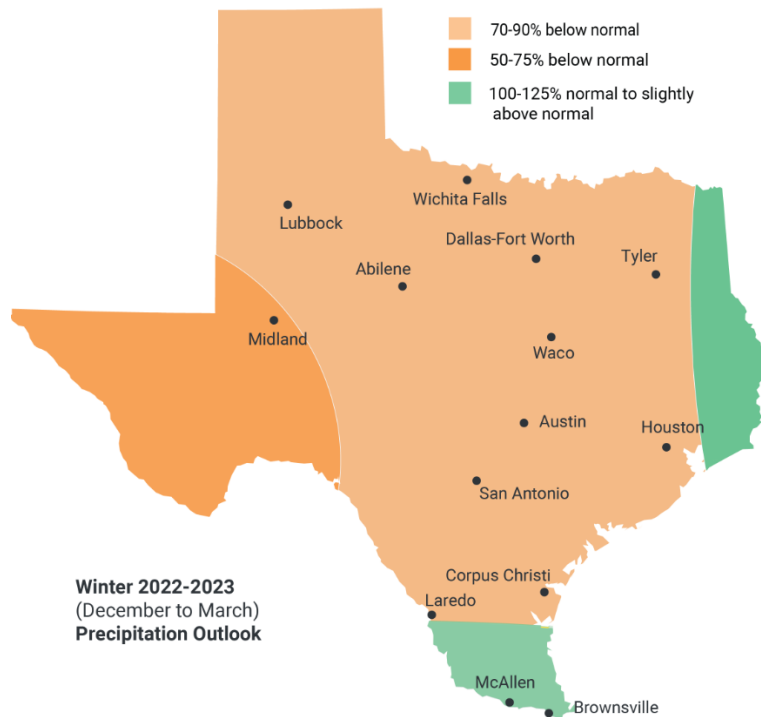 70-90% below normal
50-75% below normal
100-125% normal to slightly
above normal
Wichita Falls
Lubbock
Dallas-Fort Worth
Tyler
Abilene
Midland
Waco
Austin
Houston
San Antonio
Corpus Christi
Winter 2022-2023
(December to March)
Precipitation Outlook
Laredo
McAllen
Brownsville